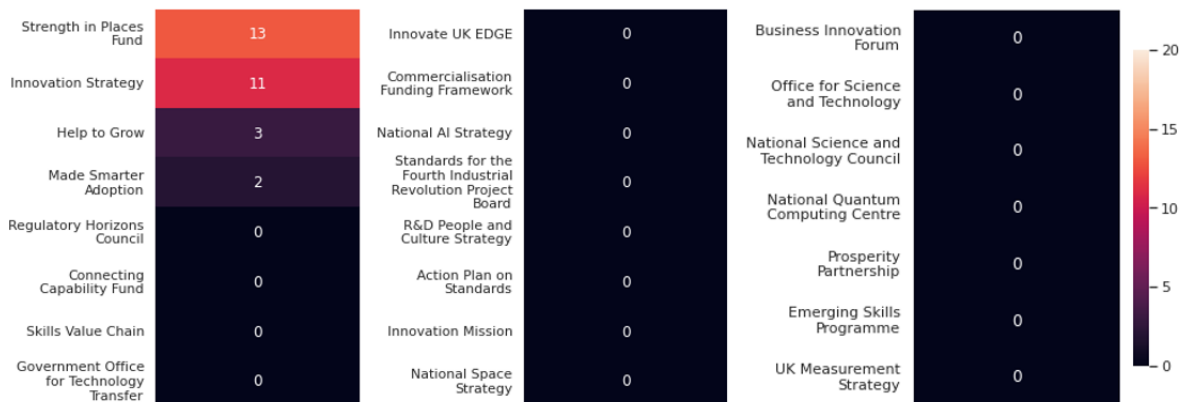 Strength in Places
Fund
13
Innovation Strategy
11
Help to Grow
3
Made Smarter
Adoption
2
Regulatory Horizons
Council
0
Connecting
Capability Fund
0
Skills Value Chain
0
Government Office
for Technology
Transfer
0
Innovate UK EDGE
0
Commercialisation
Funding Framework
0
National AI Strategy
0
Standards for the
Fourth Industrial
Revolution Project
Board
0
R&D People and
Culture Strategy
0
Action Plan on
Standards
0
Innovation Mission
0
National Space
Strategy
0
Business Innovation
Forum
0
Office for Science
and Technology
0
National Science and
Technology Council
0
National Quantum
Computing Centre
0
Prosperity
Partnership
0
Emerging Skills
Programme
0
UK Measurement
Strategy
0
20
15
10
5
0